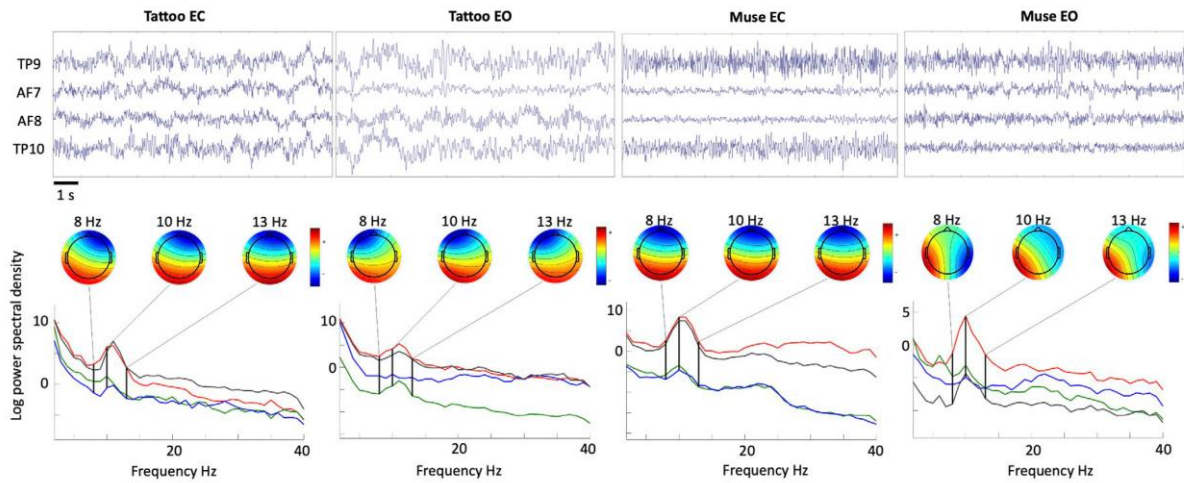 Tattoo EC Tattoo EO Muse EC Muse EO
TP9
AF7
AF8
TP10
1 s
8 Hz 10 Hz 13 Hz 8 Hz 10 Hz 13 Hz 8 Hz 10 Hz 13 Hz 8 Hz 10 Hz 13 Hz
+ + + +
- - - -
Log power spectral density
10 10 10 5
0 0 0 0
20 40 20 40 20 40 20 40
Frequency Hz Frequency Hz Frequency Hz Frequency Hz